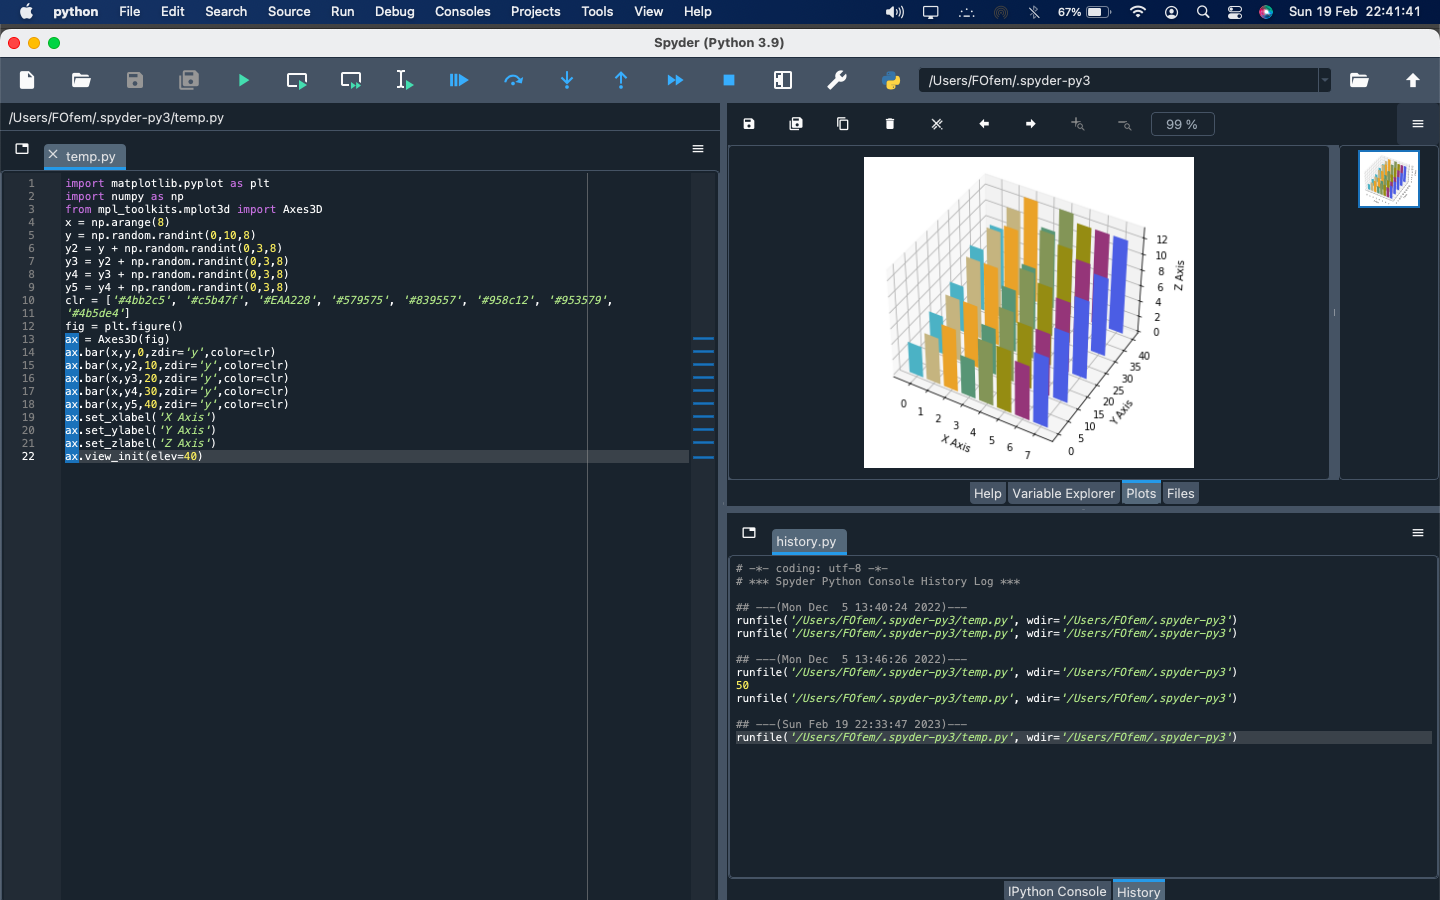 python File Edit Search Source Run Debug Consoles Projects Tools View Help 67% Sun 19 Feb 22:41:41
Spyder (Python 3.9)
/Users/FOfem/.spyder-py3
/Users/FOfem/.spyder-py3/temp.py
temp.py
1 import matplotlib.pyplot as plt
2 import numpy as np
3 from mpl_toolkits.mplot3d import Axes3D
4 x = np.arange(8)
5 y = np.random.randint(0,10,8)
6 y2 = y + np.random.randint(0,3,8)
7 y3 = y2 + np.random.randint(0,3,8)
8 y4 = y3 + np.random.randint(0,3,8)
9 y5 = y4 + np.random.randint(0,3,8)
10 clr = ['#4bb2c5', '#c5b47f', '#EAA228', '#579575', '#839557', '#958c12', '#953579',
11 '#4b5de4']
12 fig = plt.figure()
13 ax = Axes3D(fig)
14 ax.bar(x,y,0,zdir='y',color=clr)
15 ax.bar(x,y2,10,zdir='y',color=clr)
16 ax.bar(x,y3,20,zdir='y',color=clr)
17 ax.bar(x,y4,30,zdir='y',color=clr)
18 ax.bar(x,y5,40,zdir='y',color=clr)
19 ax.set_xlabel('X Axis')
20 ax.set_ylabel('Y Axis')
21 ax.set_zlabel('Z Axis')
22 ax.view_init(elev=40)
99 %
12
10
8
6
4
2
0
Z Axis
40
35
30
25
20
15
10
5
0
Y Axis
0 1 2 3 4 5 6 7
X Axis
Help Variable Explorer Plots Files
history.py
# -*- coding: utf-8 -*-
# *** Spyder Python Console History Log ***
## ---(Mon Dec  5 13:40:24 2022)---
runfile('/Users/FOfem/.spyder-py3/temp.py', wdir='/Users/FOfem/.spyder-py3')
runfile('/Users/FOfem/.spyder-py3/temp.py', wdir='/Users/FOfem/.spyder-py3')
## ---(Mon Dec  5 13:46:26 2022)---
runfile('/Users/FOfem/.spyder-py3/temp.py', wdir='/Users/FOfem/.spyder-py3')
50
runfile('/Users/FOfem/.spyder-py3/temp.py', wdir='/Users/FOfem/.spyder-py3')
## ---(Sun Feb 19 22:33:47 2023)---
runfile('/Users/FOfem/.spyder-py3/temp.py', wdir='/Users/FOfem/.spyder-py3')
IPython Console History